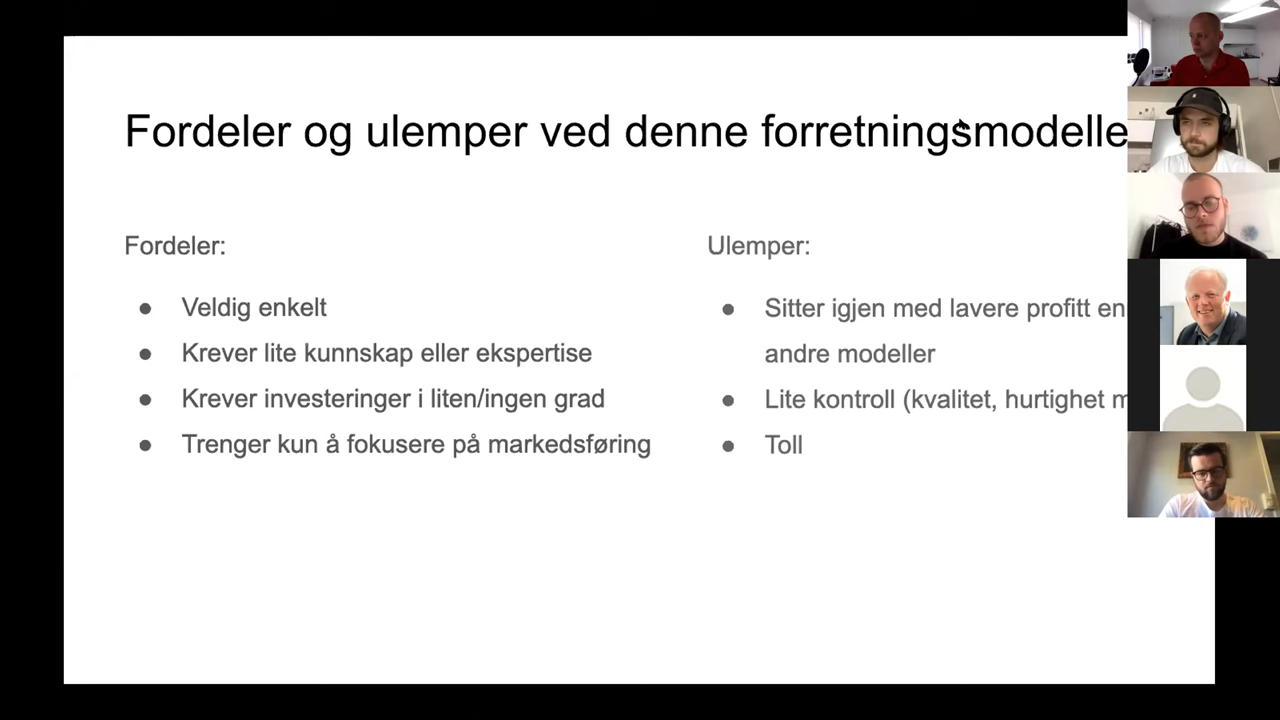 Fordeler og ulemper ved denne forretningsmodelle
Fordeler:
● Veldig enkelt
● Krever lite kunnskap eller ekspertise
● Krever investeringer i liten/ingen grad
● Trenger kun å fokusere på markedsføring
Ulemper:
● Sitter igjen med lavere profitt en
andre modeller
● Lite kontroll (kvalitet, hurtighet
● Toll